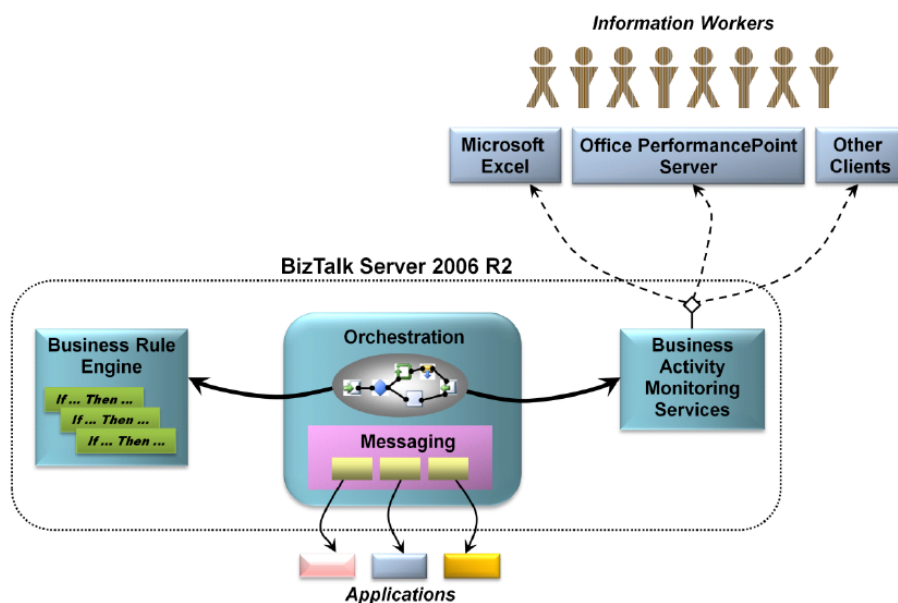 Information Workers
Microsoft
Excel
Office PerformancePoint
Server
Other
Clients
BizTalk Server 2006 R2
Business Rule
Engine
If ... Then ...
If ... Then ...
If ... Then ...
Orchestration
Messaging
Business
Activity
Monitoring
Services
Applications